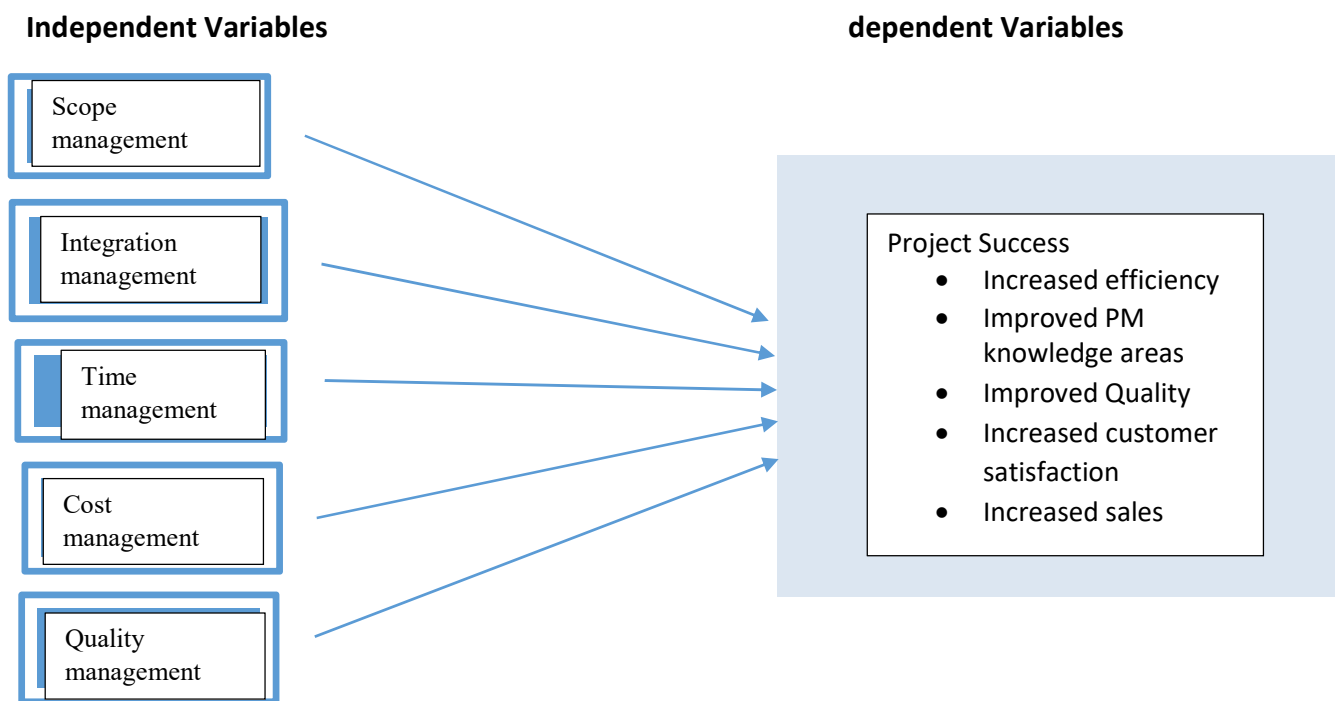 Independent Variables
dependent Variables
Scope
management
Integration
management
Time
management
Cost
management
Quality
management
Project Success
• Increased efficiency
• Improved PM
knowledge areas
• Improved Quality
• Increased customer
satisfaction
• Increased sales